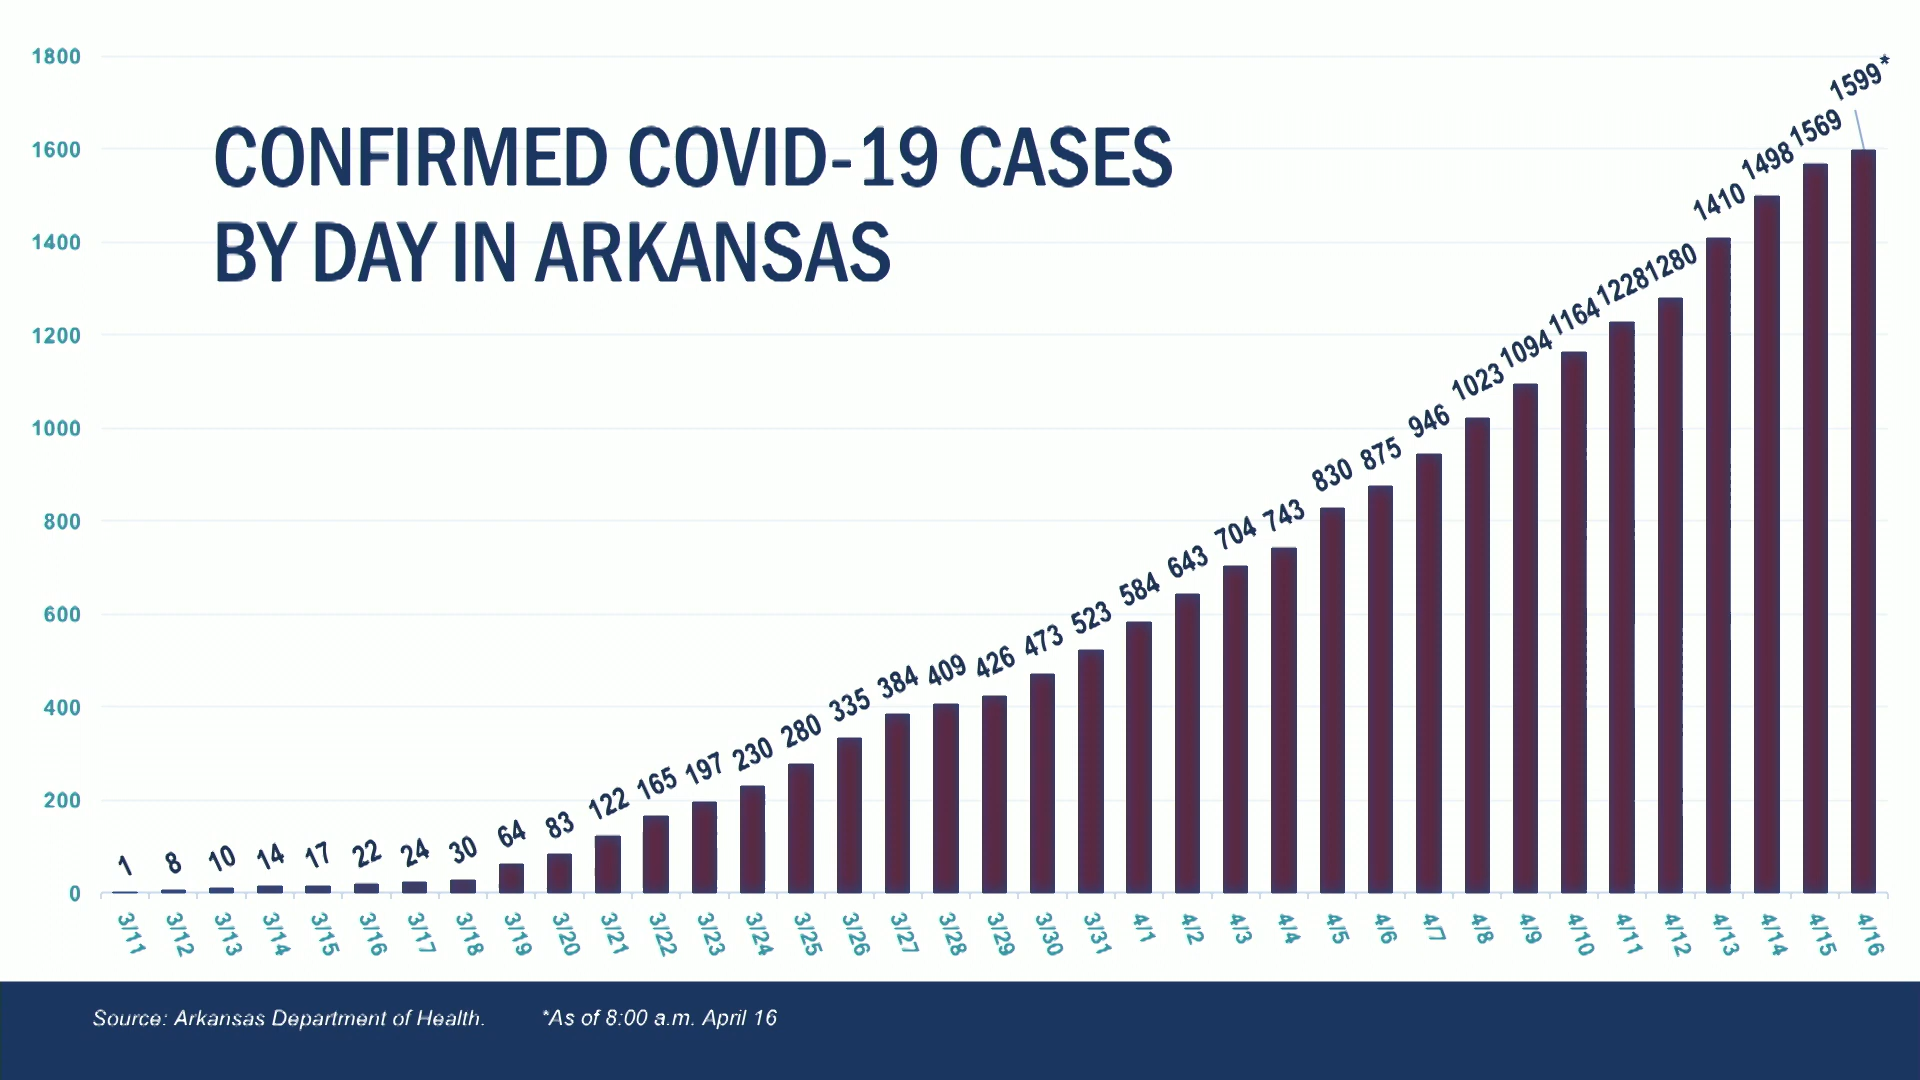 CONFIRMED COVID-19 CASES
BY DAY IN ARKANSAS
1800
1600
1400
1200
1000
800
600
400
200
0
1 8 10 14 17 22 24 30 64 83 122 165 197 230 280 335 384 409 426 473 523 584 643 704 743 830 875 946 1023 1094 1164 1228 1280 1410 1498 1569 1599*
3/11 3/12 3/13 3/14 3/15 3/16 3/17 3/18 3/19 3/20 3/21 3/22 3/23 3/24 3/25 3/26 3/27 3/28 3/29 3/30 3/31 4/1 4/2 4/3 4/4 4/5 4/6 4/7 4/8 4/9 4/10 4/11 4/12 4/13 4/14 4/15 4/16
Source: Arkansas Department of Health. *As of 8:00 a.m. April 16